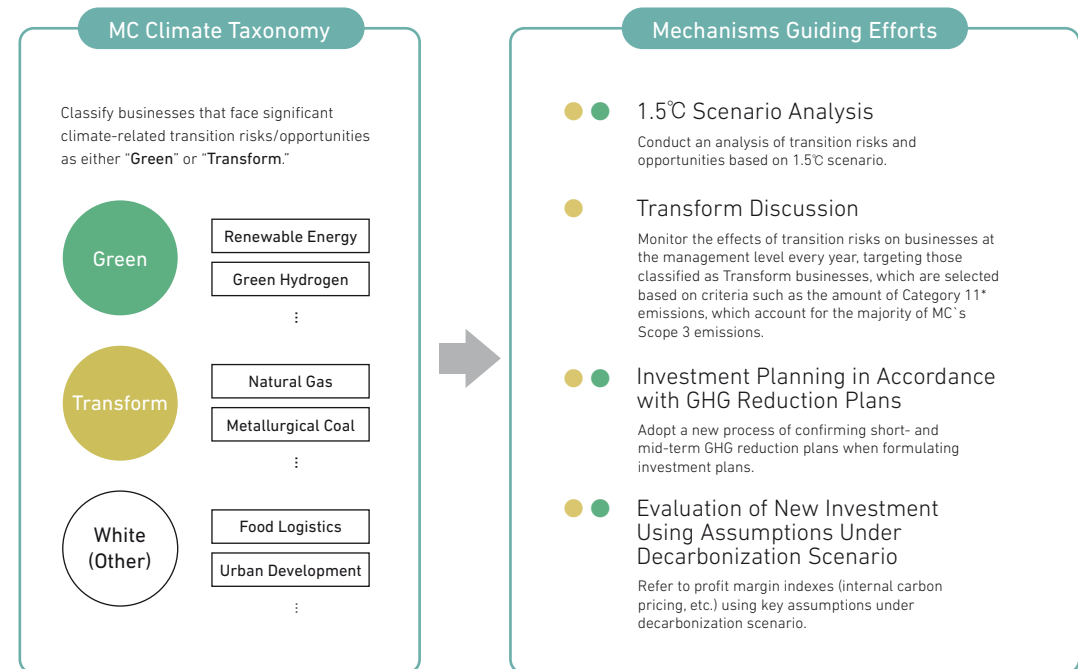 MC Climate Taxonomy
Classify businesses that face significant
climate-related transition risks/opportunities
as either “Green” or “Transform.”
Green
Renewable Energy
Green Hydrogen
⋮
Transform
Natural Gas
Metallurgical Coal
⋮
White
(Other)
Food Logistics
Urban Development
⋮
Mechanisms Guiding Efforts
1.5℃ Scenario Analysis
Conduct an analysis of transition risks and
opportunities based on 1.5℃ scenario.
Transform Discussion
Monitor the effects of transition risks on businesses at
the management level every year, targeting those
classified as Transform businesses, which are selected
based on criteria such as the amount of Category 11*
emissions, which account for the majority of MC`s
Scope 3 emissions.
Investment Planning in Accordance
with GHG Reduction Plans
Adopt a new process of confirming short- and
mid-term GHG reduction plans when formulating
investment plans.
Evaluation of New Investment
Using Assumptions Under
Decarbonization Scenario
Refer to profit margin indexes (internal carbon
pricing, etc.) using key assumptions under
decarbonization scenario.